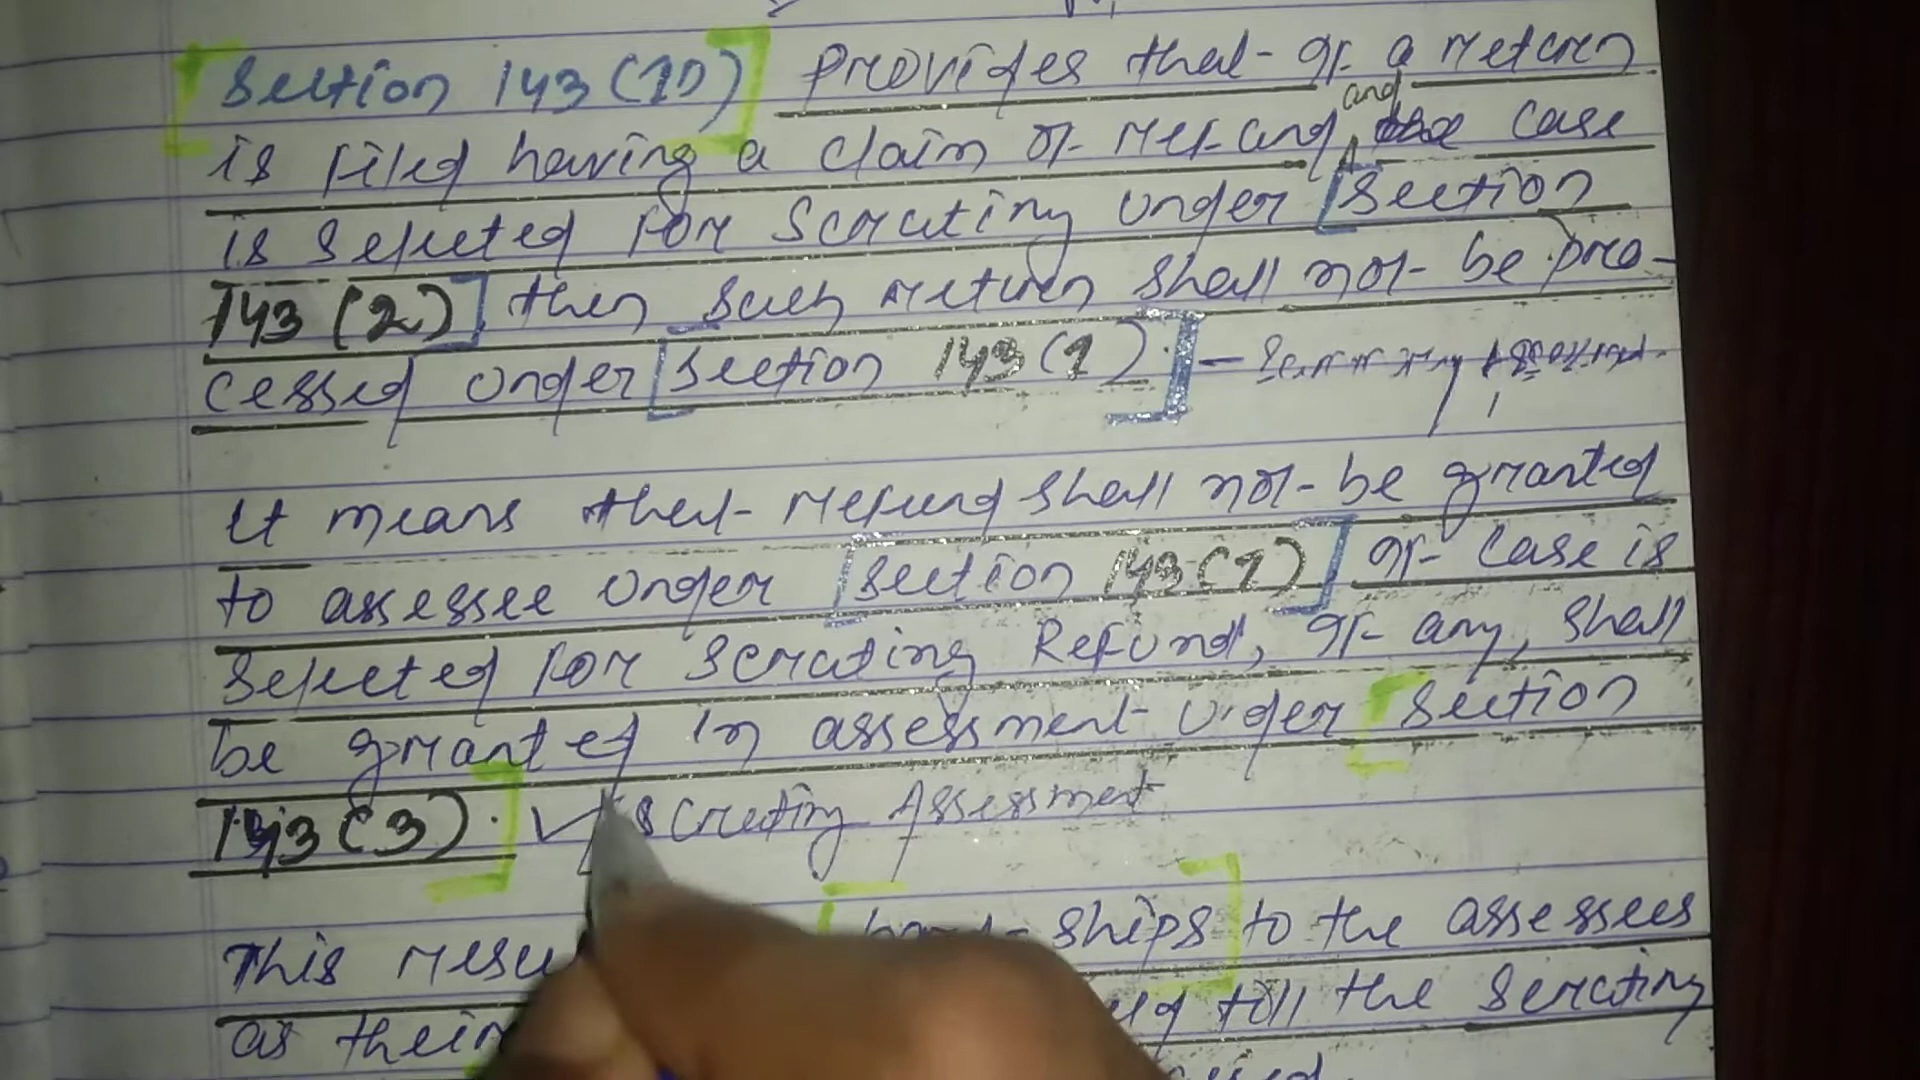 Section 143(1D) Provides that if a return
and
is filed having a claim of refund, case
is selected for scrutiny under Section
143(2) then such return shall not be pro-
cessed under Section 143(1). - Summary Assessment.
It means that refund shall not be granted
to assessee under Section 143(1) if case is
selected for scrutiny Refund, if any, shall
be granted in assessment under Section
143(3). Scrutiny Assessment
This ships to the assessees
as their till the scrutiny